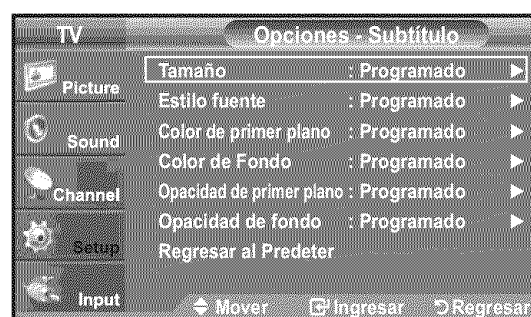 TV
Opciones - Subtítulo
Picture
Sound
Channel
Setup
Input
Tamaño : Programado
Estilo fuente : Programado
Color de primer plano : Programado
Color de Fondo : Programado
Opacidad de primer plano : Programado
Opacidad de fondo : Programado
Regresar al Predeter
Mover Ingresar Regresar